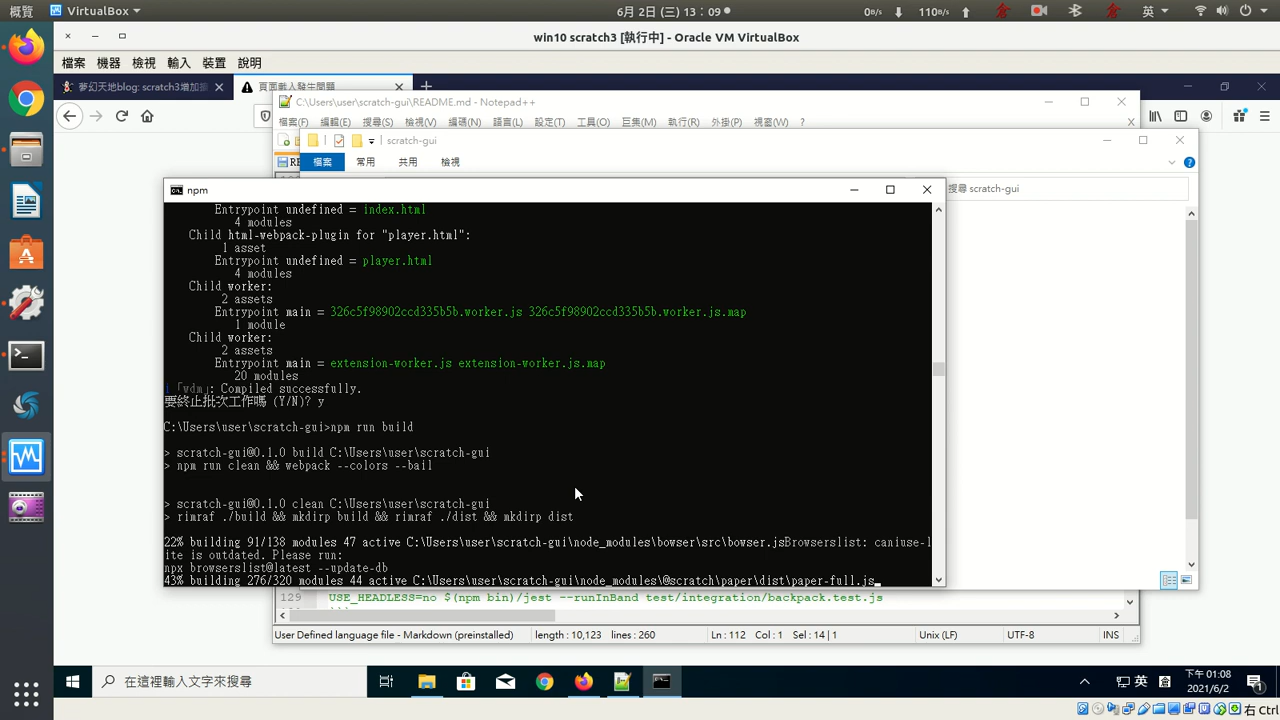 概覽 VirtualBox 6月 2日 (三) 13：09 0B/s 110B/s 倉 倉 英
win10 scratch3 [執行中] - Oracle VM VirtualBox
檔案 機器 檢視 輸入 裝置 說明
夢幻天地blog: scratch3增加擴 頁面載入發生問題
C:\Users\user\scratch-gui\README.md - Notepad++
檔案(F) 編輯(E) 搜尋(S) 檢視(V) 編碼(N) 語言(L) 設定(T) 工具(O) 巨集(M) 執行(R) 外掛(P) 視窗(W) ? X
scratch-gui
RE 檔案 常用 共用 檢視
npm
搜尋 scratch-gui
Entrypoint undefined = index.html
4 modules
Child html-webpack-plugin for "player.html":
1 asset
Entrypoint undefined = player.html
4 modules
Child worker:
2 assets
Entrypoint main = 326c5f98902ccd335b5b.worker.js 326c5f98902ccd335b5b.worker.js.map
1 module
Child worker:
2 assets
Entrypoint main = extension-worker.js extension-worker.js.map
20 modules
i 「wdm」: Compiled successfully.
要終止批次工作嗎 (Y/N)? y
C:\Users\user\scratch-gui>npm run build
> scratch-gui@0.1.0 build C:\Users\user\scratch-gui
> npm run clean && webpack --colors --bail
> scratch-gui@0.1.0 clean C:\Users\user\scratch-gui
> rimraf ./build && mkdirp build && rimraf ./dist && mkdirp dist
22% building 91/138 modules 47 active C:\Users\user\scratch-gui\node_modules\bowser\src\bowser.jsBrowserslist: caniuse-l
ite is outdated. Please run:
npx browserslist@latest --update-db
43% building 276/320 modules 44 active C:\Users\user\scratch-gui\node_modules\@scratch\paper\dist\paper-full.js
129 USE_HEADLESS=no $(npm bin)/jest --runInBand test/integration/backpack.test.js
User Defined language file - Markdown (preinstalled) length : 10,123 lines : 260 Ln : 112 Col : 1 Sel : 14 | 1 Unix (LF) UTF-8 INS
在這裡輸入文字來搜尋
英 倉 下午 01:08
2021/6/2
1
右 Ctrl